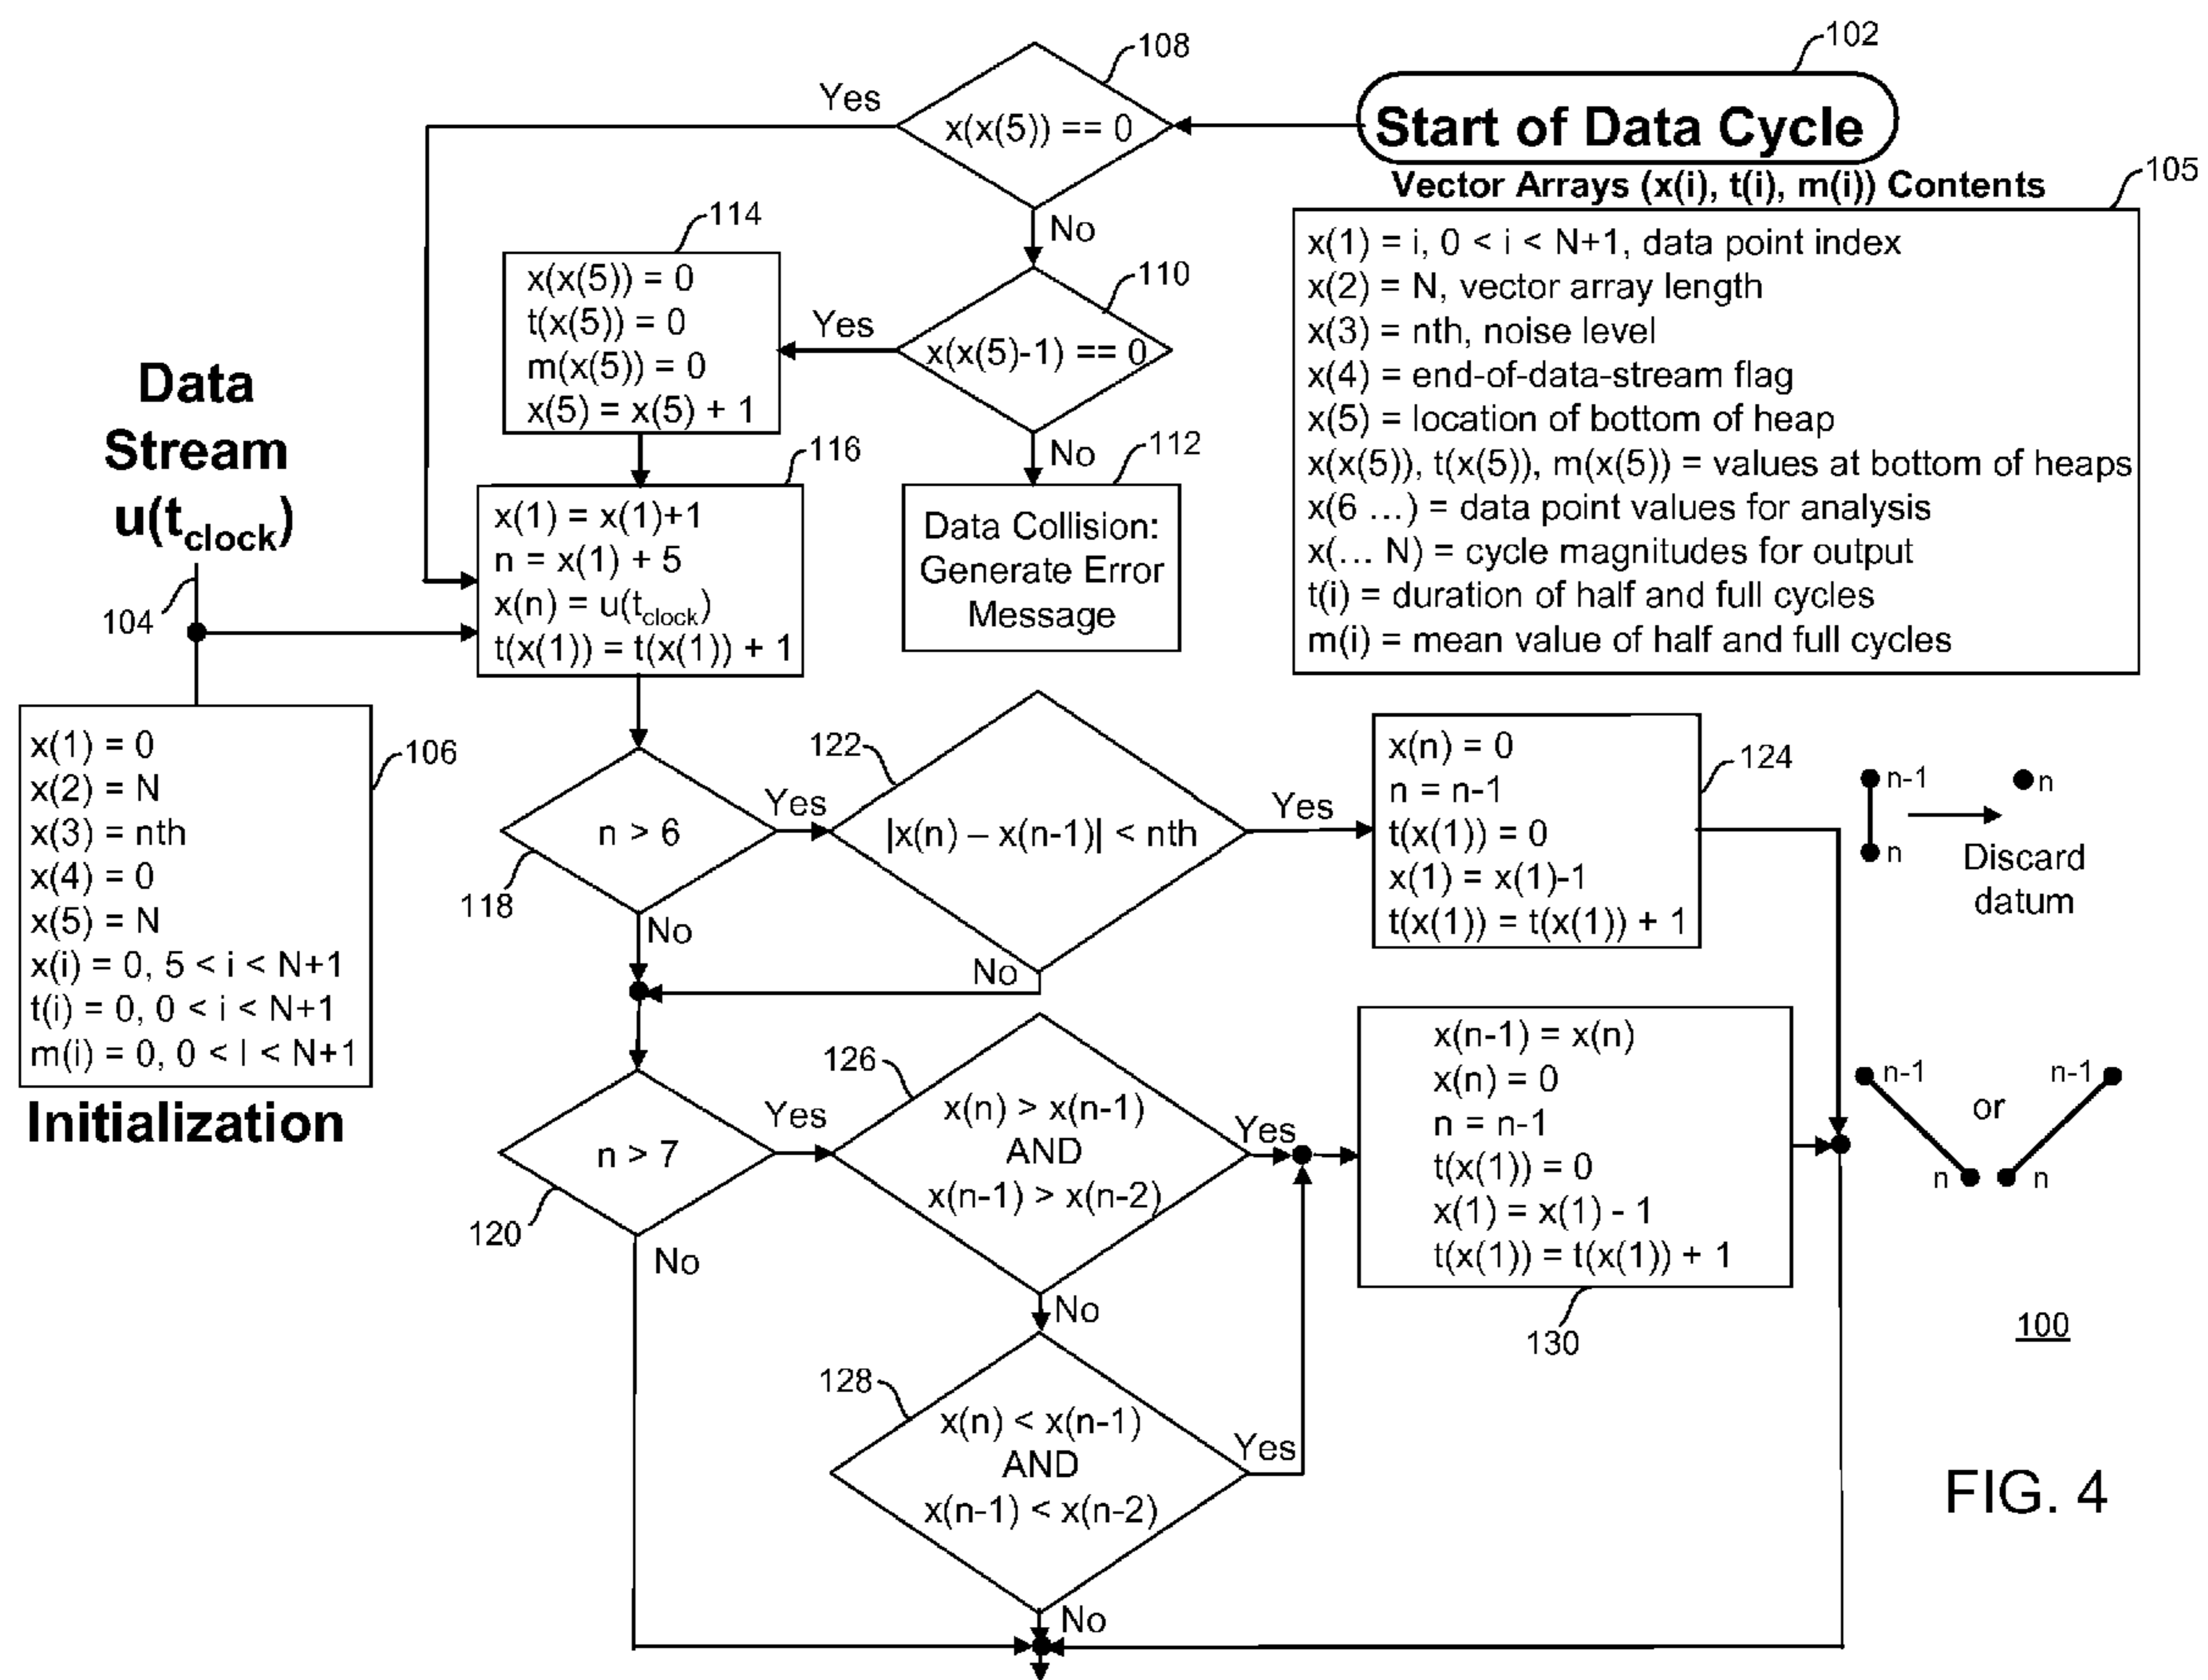 108
102
Yes
x(x(5)) == 0
Start of Data Cycle
Vector Arrays (x(i), t(i), m(i)) Contents
105
No
x(1) = i, 0 < i < N+1, data point index
x(2) = N, vector array length
x(3) = nth, noise level
x(4) = end-of-data-stream flag
x(5) = location of bottom of heap
x(x(5)), t(x(5)), m(x(5)) = values at bottom of heaps
x(6 ...) = data point values for analysis
x(... N) = cycle magnitudes for output
t(i) = duration of half and full cycles
m(i) = mean value of half and full cycles
114
x(x(5)) = 0
t(x(5)) = 0
m(x(5)) = 0
x(5) = x(5) + 1
110
Yes
x(x(5)-1) == 0
No
112
Data Collision:
Generate Error
Message
Data
Stream
u(tclock)
104
116
x(1) = x(1)+1
n = x(1) + 5
x(n) = u(tclock)
t(x(1)) = t(x(1)) + 1
106
x(1) = 0
x(2) = N
x(3) = nth
x(4) = 0
x(5) = N
x(i) = 0, 5 < i < N+1
t(i) = 0, 0 < i < N+1
m(i) = 0, 0 < I < N+1
Initialization
118
n > 6
Yes
No
122
|x(n) – x(n-1)| < nth
Yes
No
124
x(n) = 0
n = n-1
t(x(1)) = 0
x(1) = x(1)-1
t(x(1)) = t(x(1)) + 1
n-1
n
n
Discard
datum
120
n > 7
Yes
No
126
x(n) > x(n-1)
AND
x(n-1) > x(n-2)
Yes
No
x(n-1) = x(n)
x(n) = 0
n = n-1
t(x(1)) = 0
x(1) = x(1) - 1
t(x(1)) = t(x(1)) + 1
130
n-1
n-1
or
n
n
100
128
x(n) < x(n-1)
AND
x(n-1) < x(n-2)
Yes
No
FIG. 4